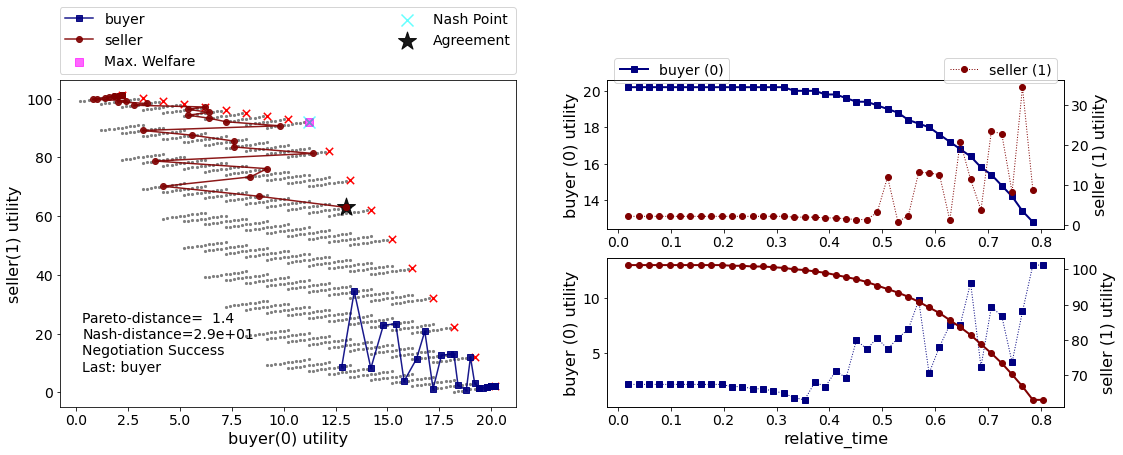 buyer
seller
Max. Welfare
Nash Point
Agreement
seller(1) utility
100
80
60
40
20
0
Pareto-distance=  1.4
Nash-distance=2.9e+01
Negotiation Success
Last: buyer
0.0 2.5 5.0 7.5 10.0 12.5 15.0 17.5 20.0
buyer(0) utility
buyer (0)
seller (1)
buyer (0) utility
20
18
16
14
30
20
10
0
seller (1) utility
0.0 0.1 0.2 0.3 0.4 0.5 0.6 0.7 0.8
buyer (0) utility
10
5
100
90
80
70
seller (1) utility
0.0 0.1 0.2 0.3 0.4 0.5 0.6 0.7 0.8
relative_time